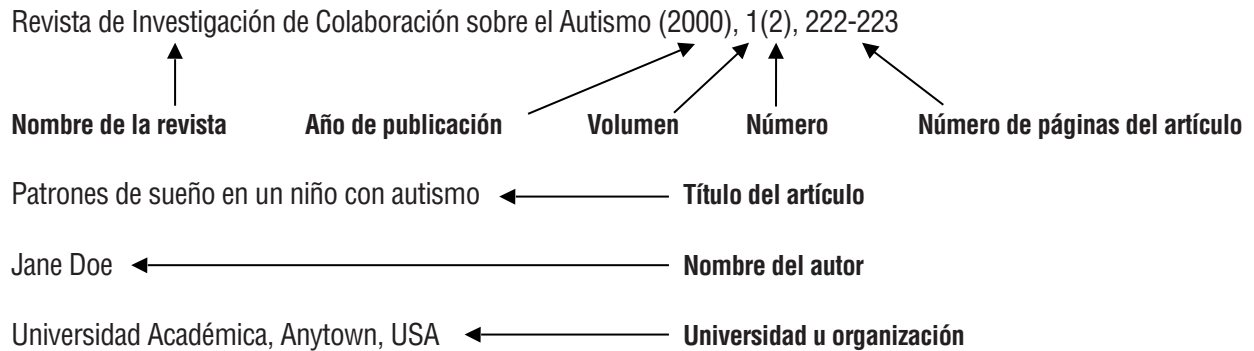 Revista de Investigación de Colaboración sobre el Autismo (2000), 1(2), 222-223
Nombre de la revista Año de publicación Volumen Número Número de páginas del artículo
Patrones de sueño en un niño con autismo Título del artículo
Jane Doe Nombre del autor
Universidad Académica, Anytown, USA Universidad u organización